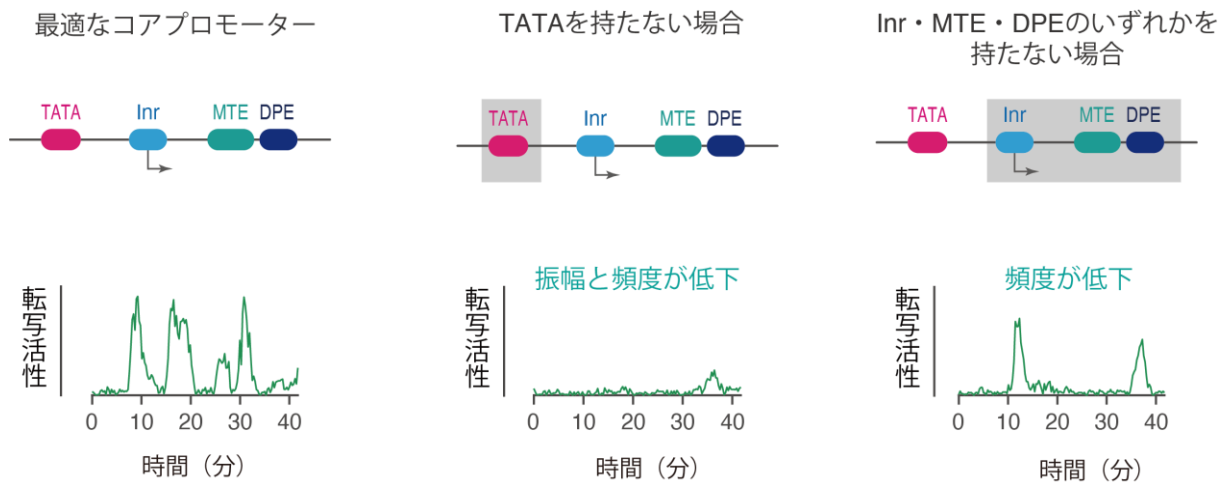 最適なコアプロモーター
TATA Inr MTE DPE
転写活性
0 10 20 30 40
時間（分）
TATAを持たない場合
TATA Inr MTE DPE
振幅と頻度が低下
転写活性
0 10 20 30 40
時間（分）
Inr・MTE・DPEのいずれかを
持たない場合
TATA Inr MTE DPE
頻度が低下
転写活性
0 10 20 30 40
時間（分）